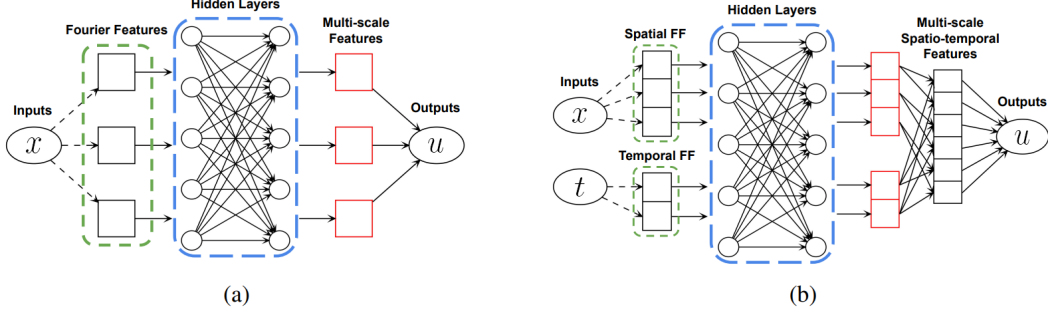 Hidden Layers
Fourier Features
Multi-scale
Features
Inputs
x
Outputs
u
(a)
Hidden Layers
Spatial FF
Multi-scale
Spatio-temporal
Features
Inputs
x
Temporal FF
t
Outputs
u
(b)